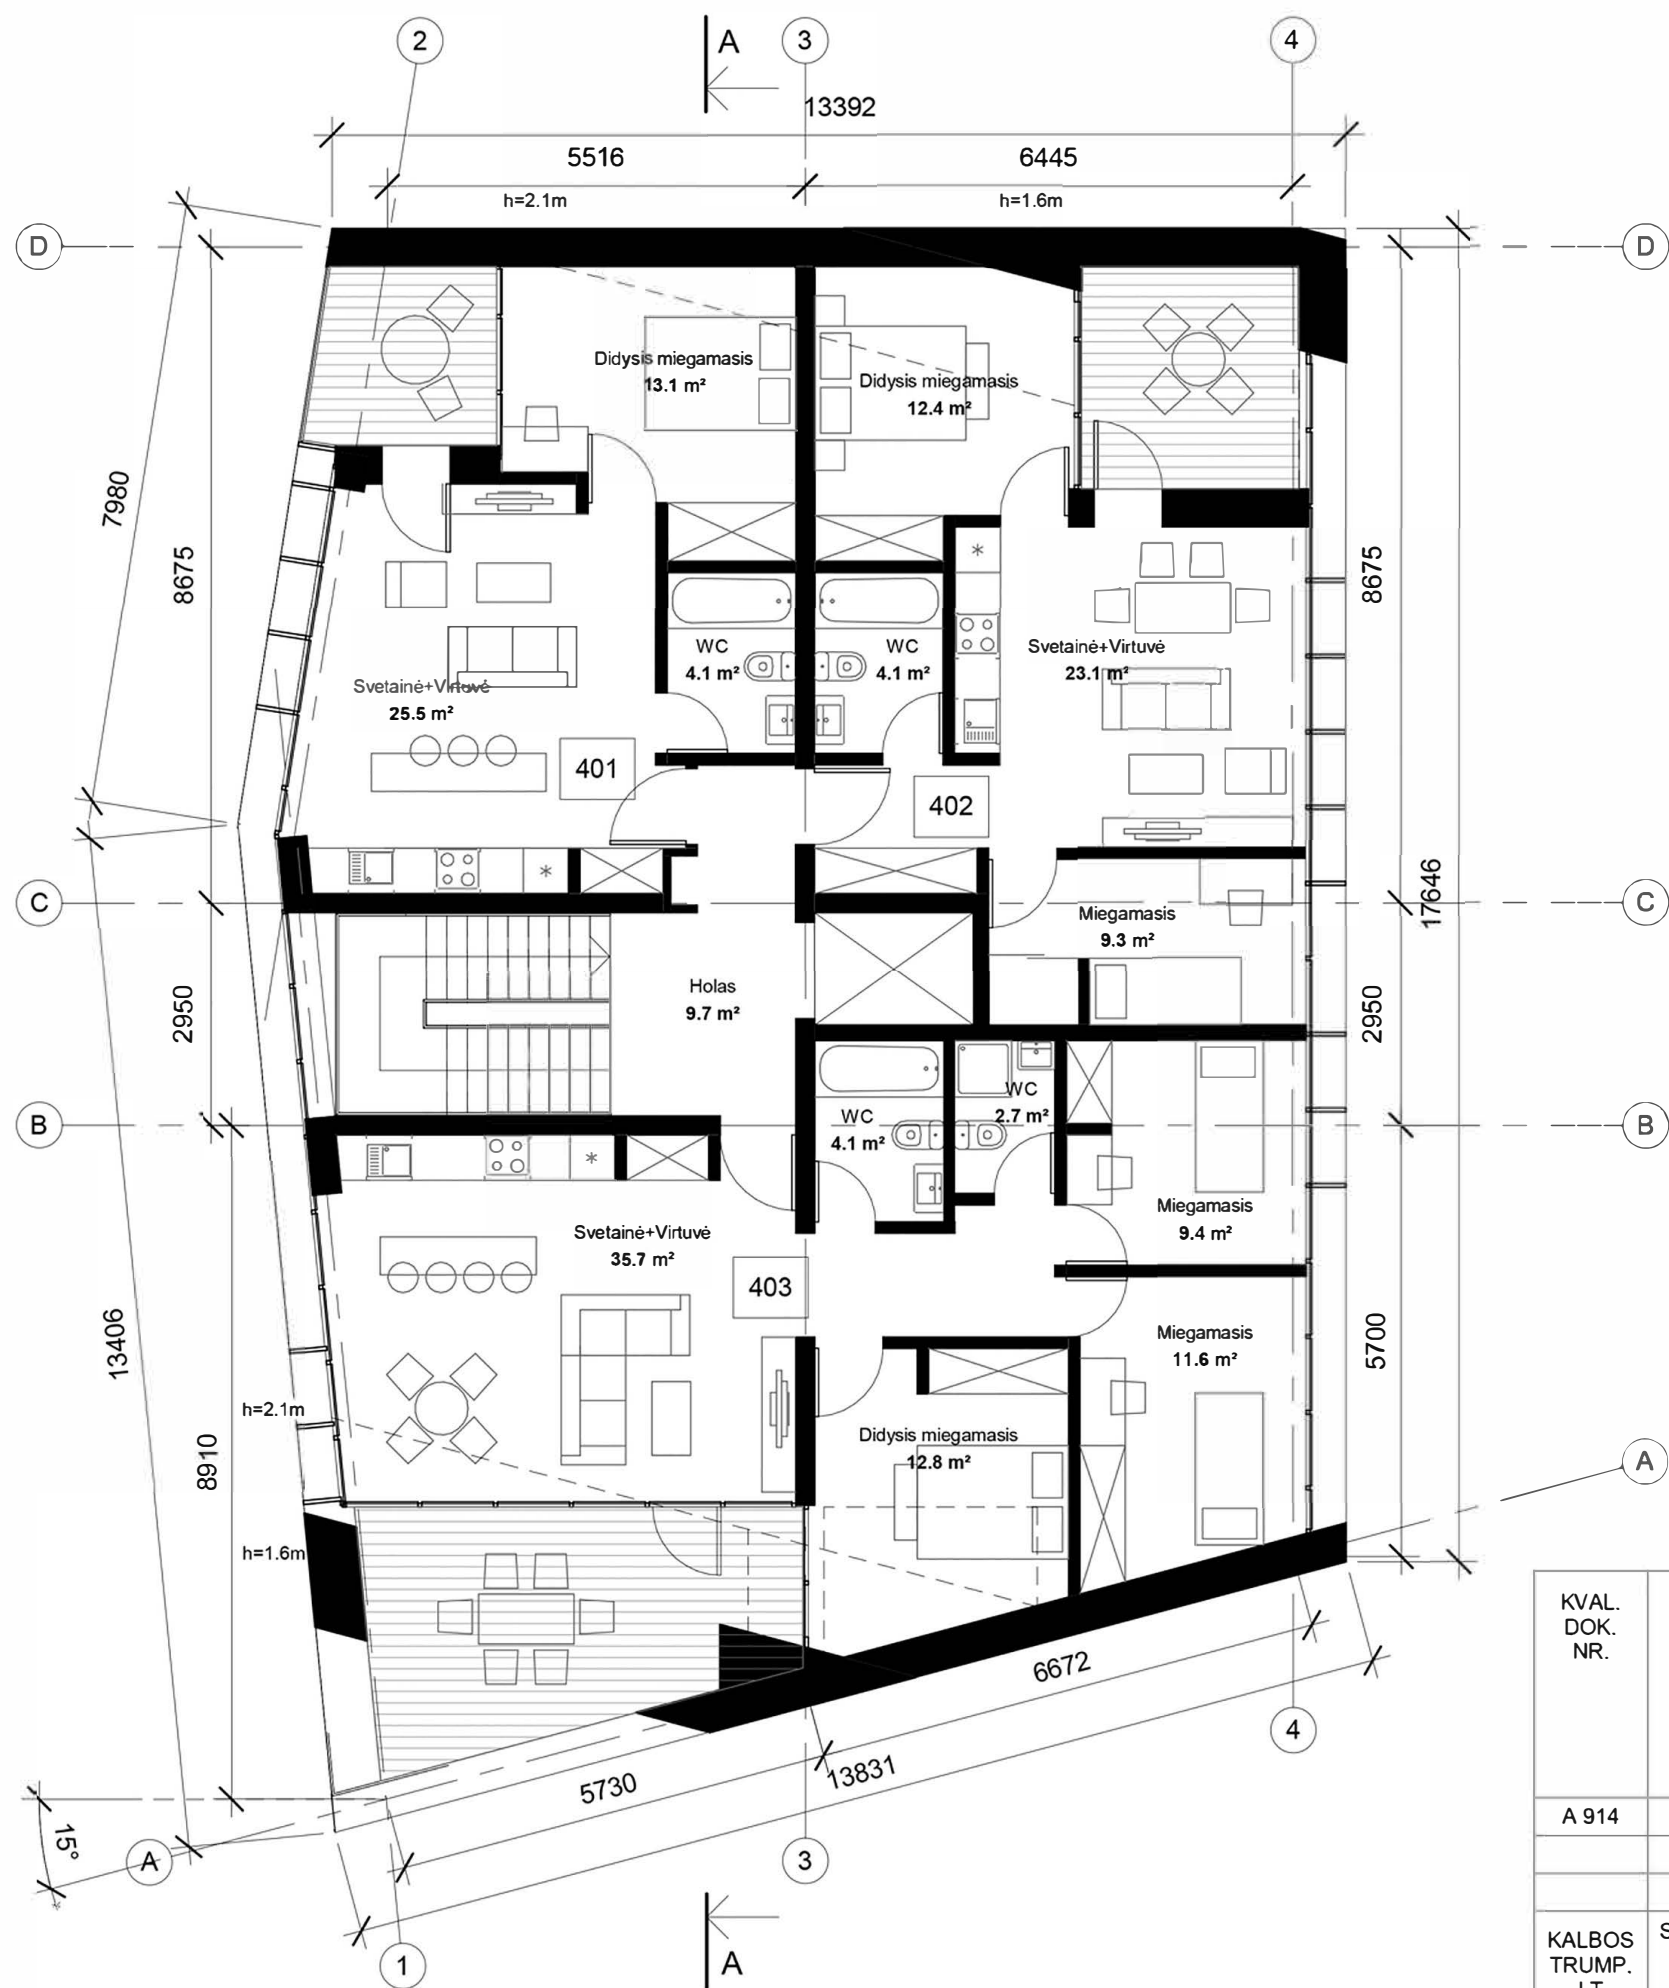 2
A
3
4
13392
5516
6445
h=2.1m
h=1.6m
D
D
Didysis miegamasis
13.1 m²
Didysis miegamasis
12.4 m²
7980
8675
8675
WC
4.1 m²
WC
4.1 m²
Svetainė+Virtuvė
23.1 m²
Svetainė+Virtuvė
25.5 m²
401
402
*
*
C
C
17646
Miegamasis
9.3 m²
Holas
9.7 m²
2950
2950
WC
2.7 m²
WC
4.1 m²
B
B
*
Miegamasis
9.4 m²
Svetainė+Virtuvė
35.7 m²
403
13406
5700
Miegamasis
11.6 m²
h=2.1m
8910
Didysis miegamasis
12.8 m²
A
h=1.6m
KVAL.
DOK.
NR.
6672
4
5730
13831
15°
A
3
A 914
1
A
KALBOS
TRUMP.
LT
S